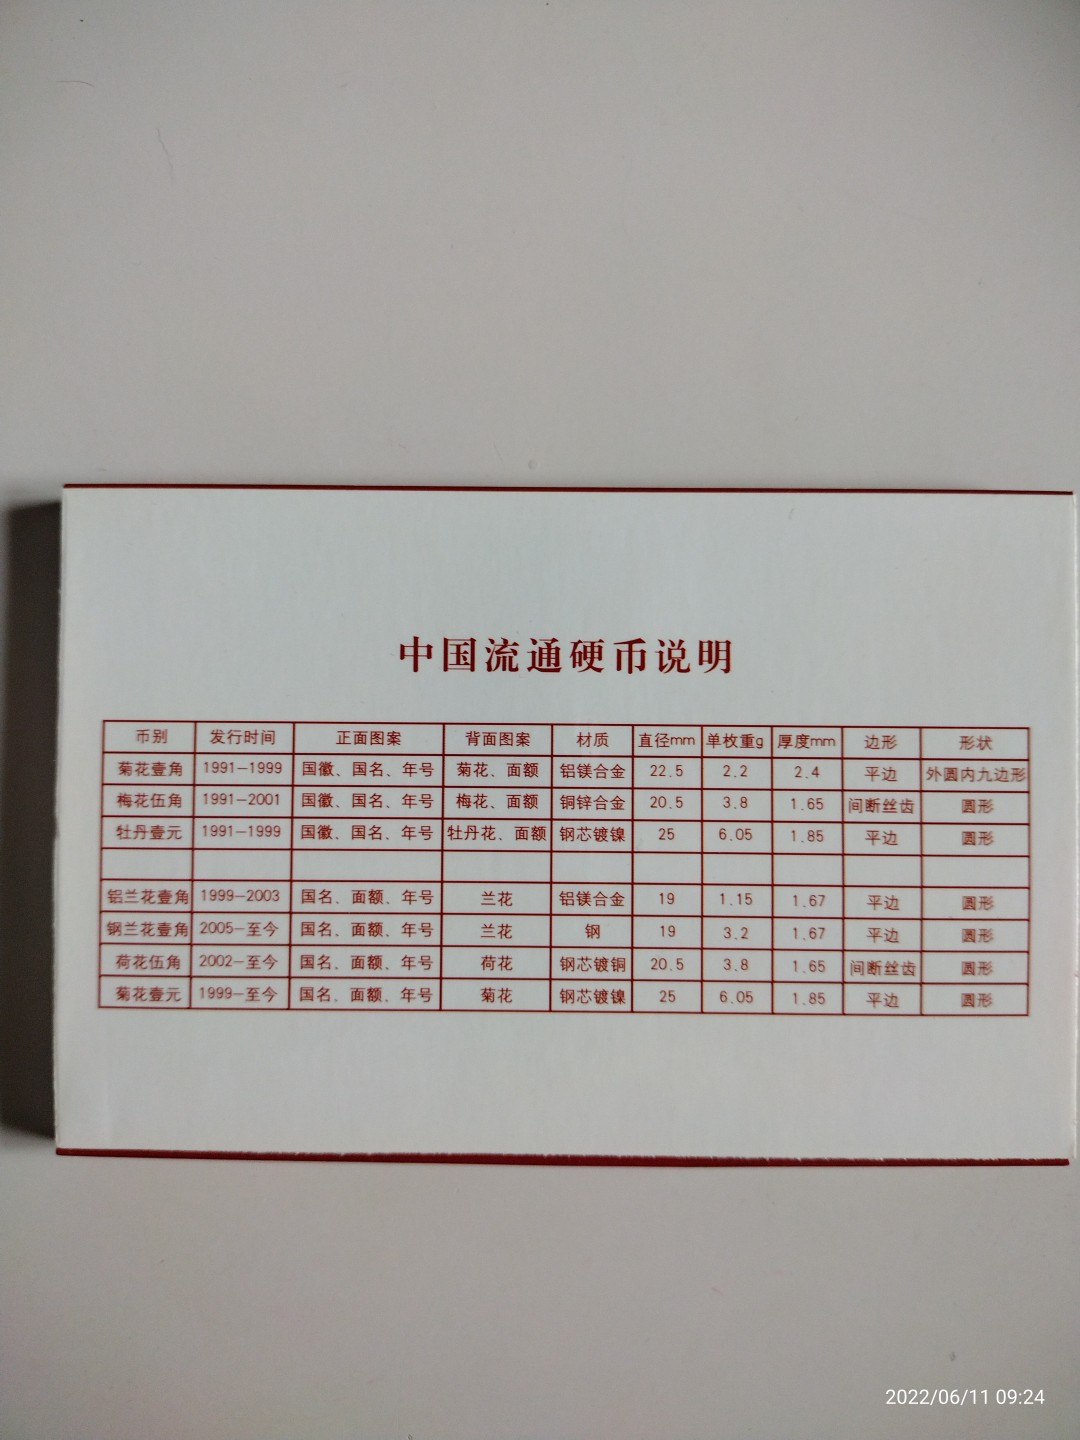 中国流通硬币说明
币别 发行时间 正面图案 背面图案 材质 直径mm 单枚重g 厚度mm 边形 形状
菊花壹角 1991-1999 国徽、国名、年号 菊花、面额 铝镁合金 22.5 2.2 2.4 平边 外圆内九边形
梅花伍角 1991-2001 国徽、国名、年号 梅花、面额 铜锌合金 20.5 3.8 1.65 间断丝齿 圆形
牡丹壹元 1991-1999 国徽、国名、年号 牡丹花、面额 钢芯镀镍 25 6.05 1.85 平边 圆形
铝兰花壹角 1999-2003 国名、面额、年号 兰花 铝镁合金 19 1.15 1.67 平边 圆形
钢兰花壹角 2005-至今 国名、面额、年号 兰花 钢 19 3.2 1.67 平边 圆形
荷花伍角 2002-至今 国名、面额、年号 荷花 钢芯镀铜 20.5 3.8 1.65 间断丝齿 圆形
菊花壹元 1999-至今 国名、面额、年号 菊花 钢芯镀镍 25 6.05 1.85 平边 圆形
2022/06/11 09:24